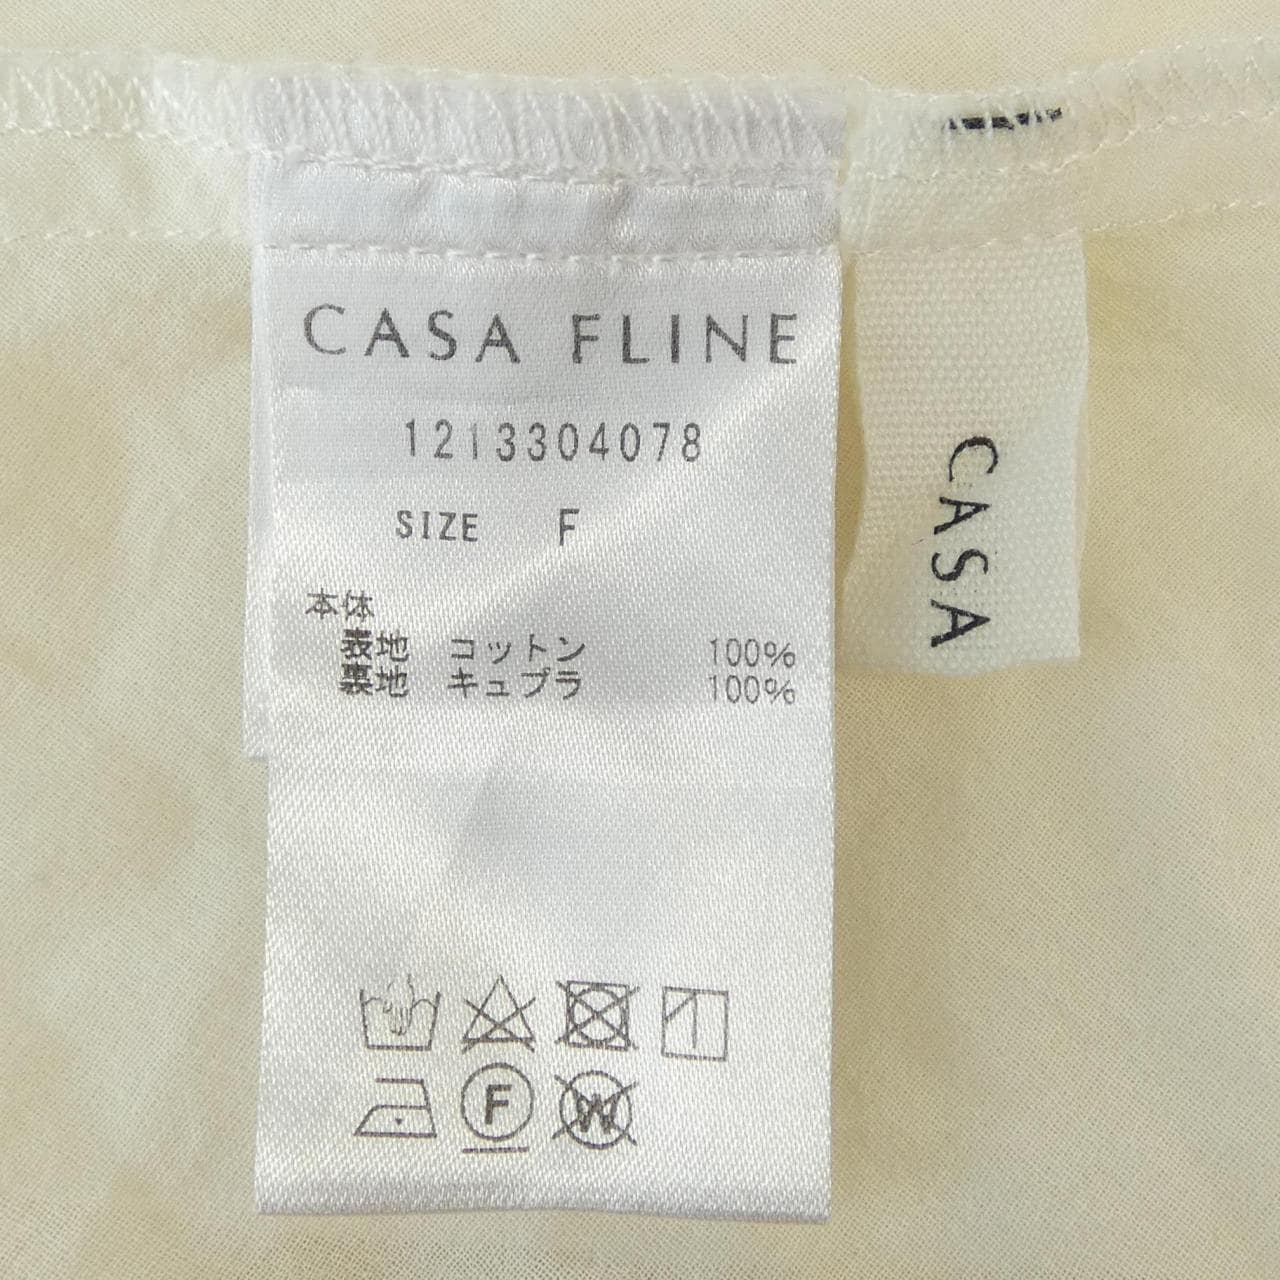 CASA FLINE
1213304078
SIZE F
本体
表地 コットン 100%
裏地 キュプラ 100%
F
W
CASA